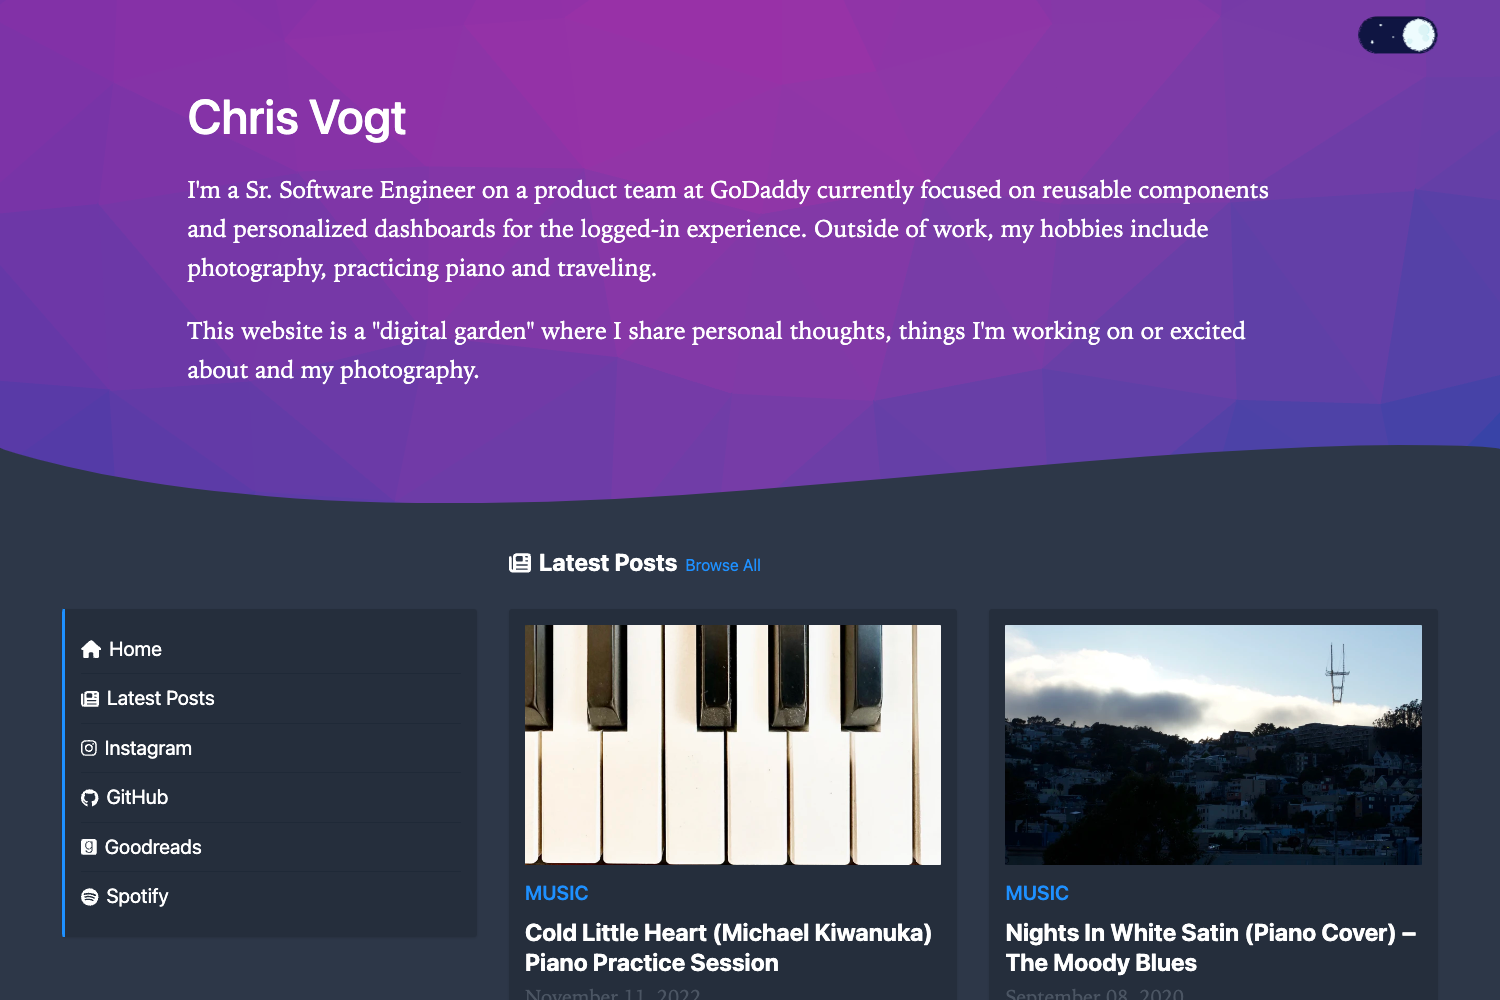 Chris Vogt
I'm a Sr. Software Engineer on a product team at GoDaddy currently focused on reusable components
and personalized dashboards for the logged-in experience. Outside of work, my hobbies include
photography, practicing piano and traveling.
This website is a "digital garden" where I share personal thoughts, things I'm working on or excited
about and my photography.
Latest Posts Browse All
Home
Latest Posts
Instagram
GitHub
Goodreads
Spotify
MUSIC
Cold Little Heart (Michael Kiwanuka)
Piano Practice Session
November 11, 2022
MUSIC
Nights In White Satin (Piano Cover) –
The Moody Blues
September 08, 2020